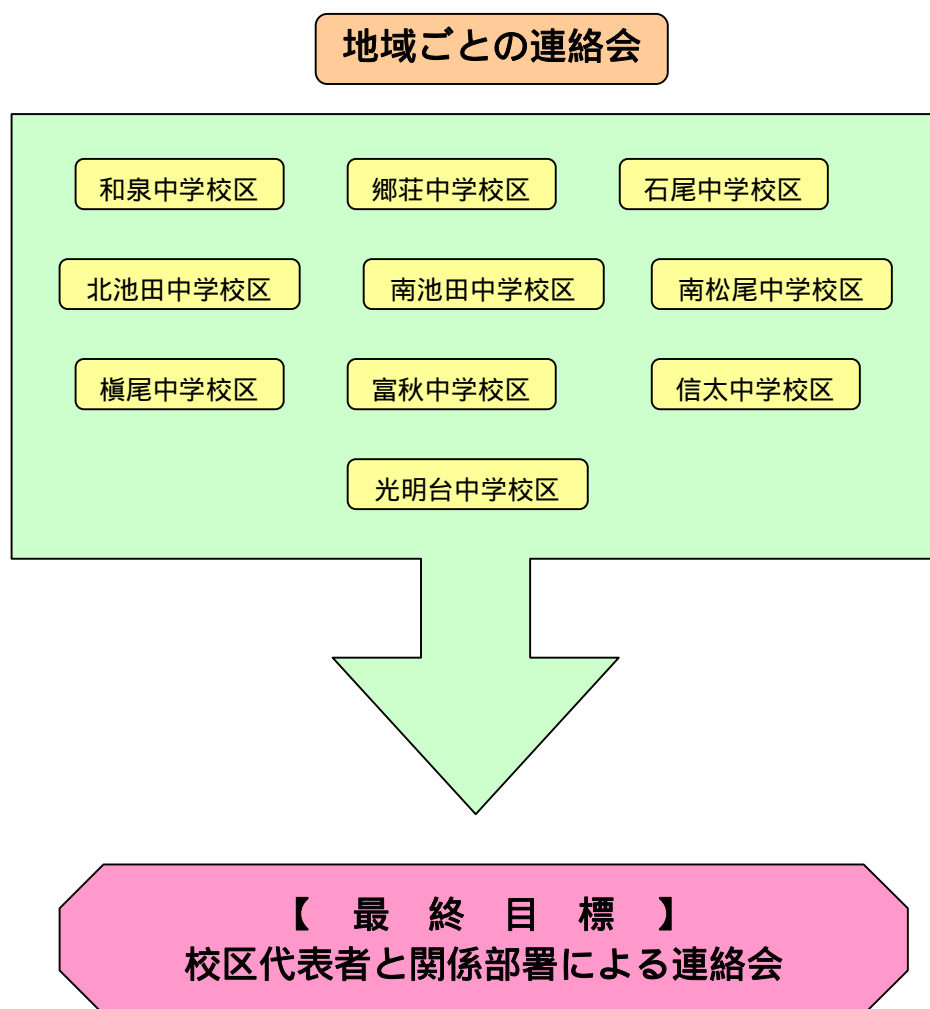 地域ごとの連絡会
和泉中学校区
郷荘中学校区
石尾中学校区
北池田中学校区
南池田中学校区
南松尾中学校区
槇尾中学校区
富秋中学校区
信太中学校区
光明台中学校区
【 最 終 目 標 】
校区代表者と関係部署による連絡会